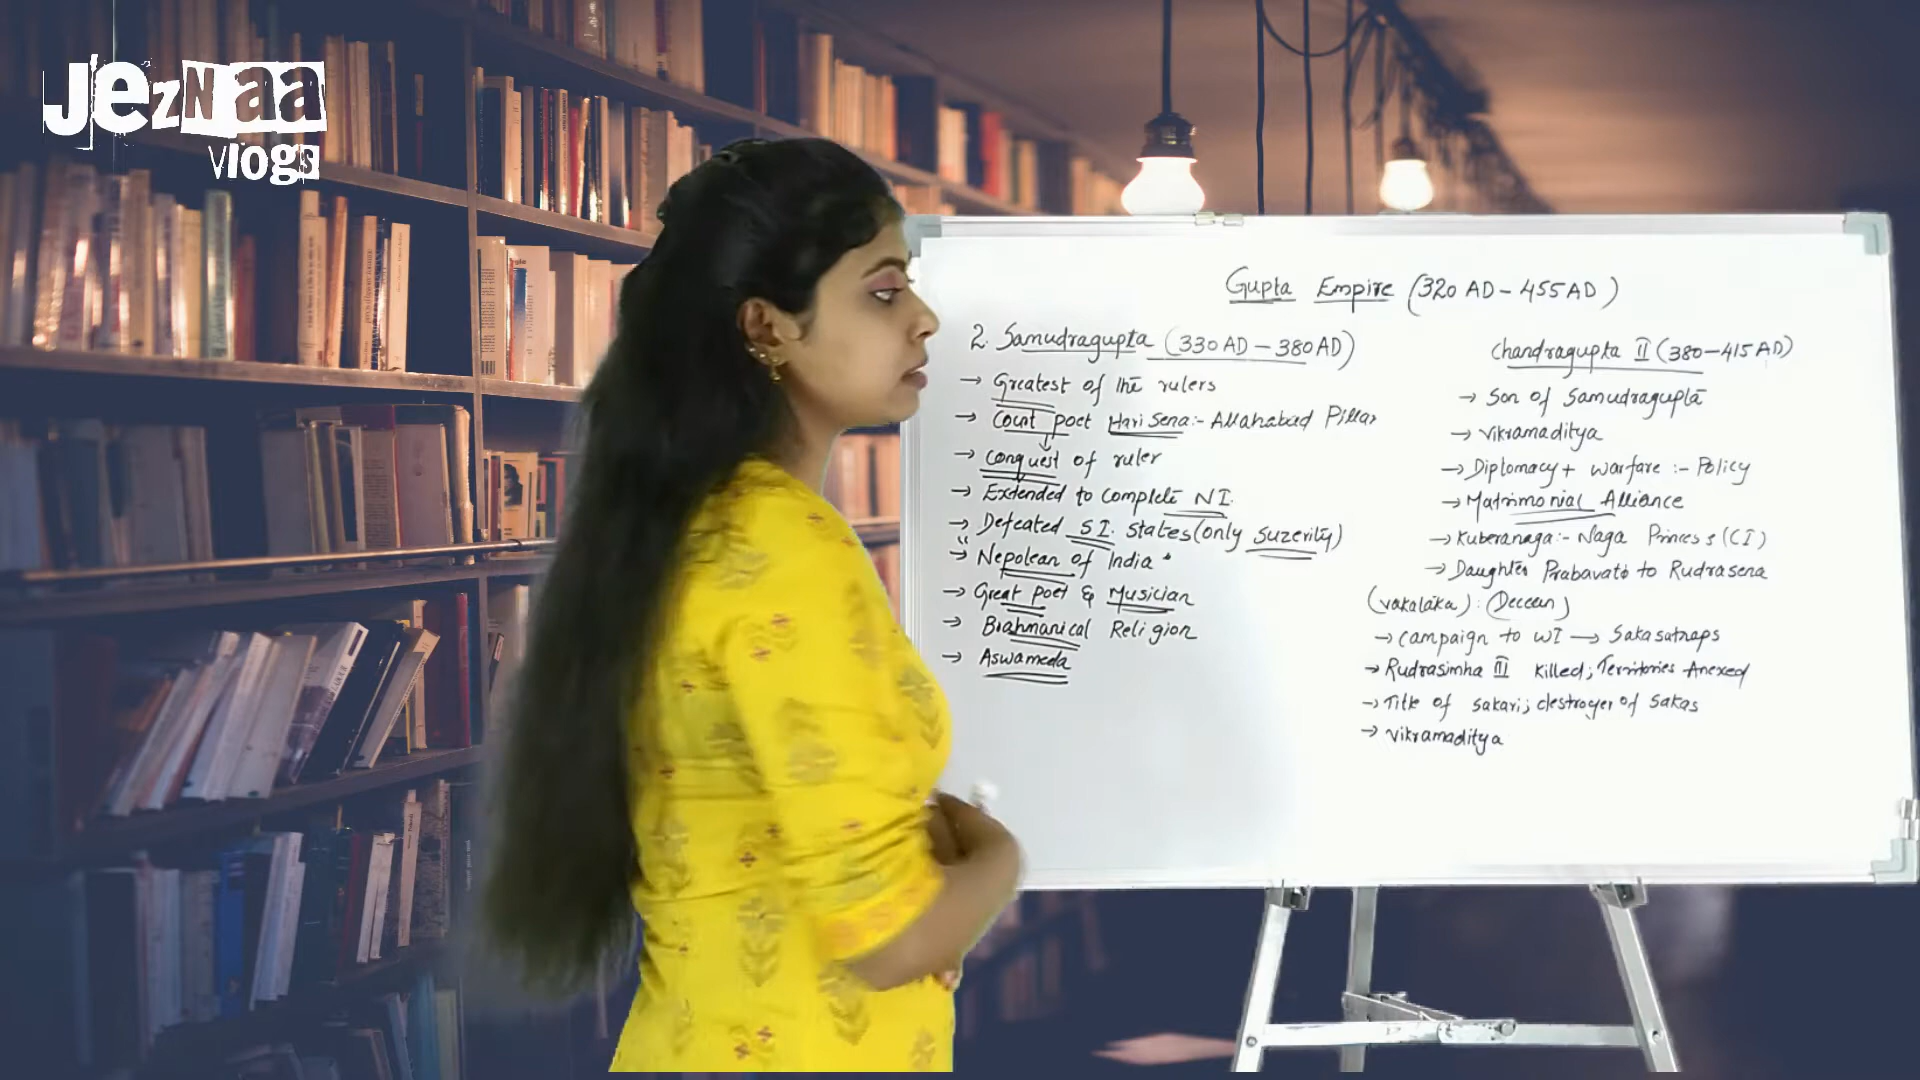 Jeznaa
vlogs
Gupta Empire (320 AD - 455 AD)
2. Samudragupta (330 AD - 380 AD)
→ Greatest of the rulers
→ Court poet Hari Sena:- Allahabad Pillar
→ conquest of ruler
→ Extended to complete N I.
→ Defeated S I. states (only suzerity)
→ "Nepolean of India"
→ Great poet & Musician
→ Brahmanical Religion
→ Aswameda
Chandragupta II (380-415 AD)
→ Son of Samudragupta
→ Vikramaditya
→ Diplomacy + warfare :- Policy
→ Matrimonial Alliance
→ Kuberanaga:- Naga Princess (CI)
→ Daughter Prabavati to Rudrasena
(vakataka) : (Deccan)
→ campaign to WI → Saka satraps
→ Rudrasimha III killed; Territories Anexed
→ Title of sakari; destroyer of sakas
→ vikramaditya